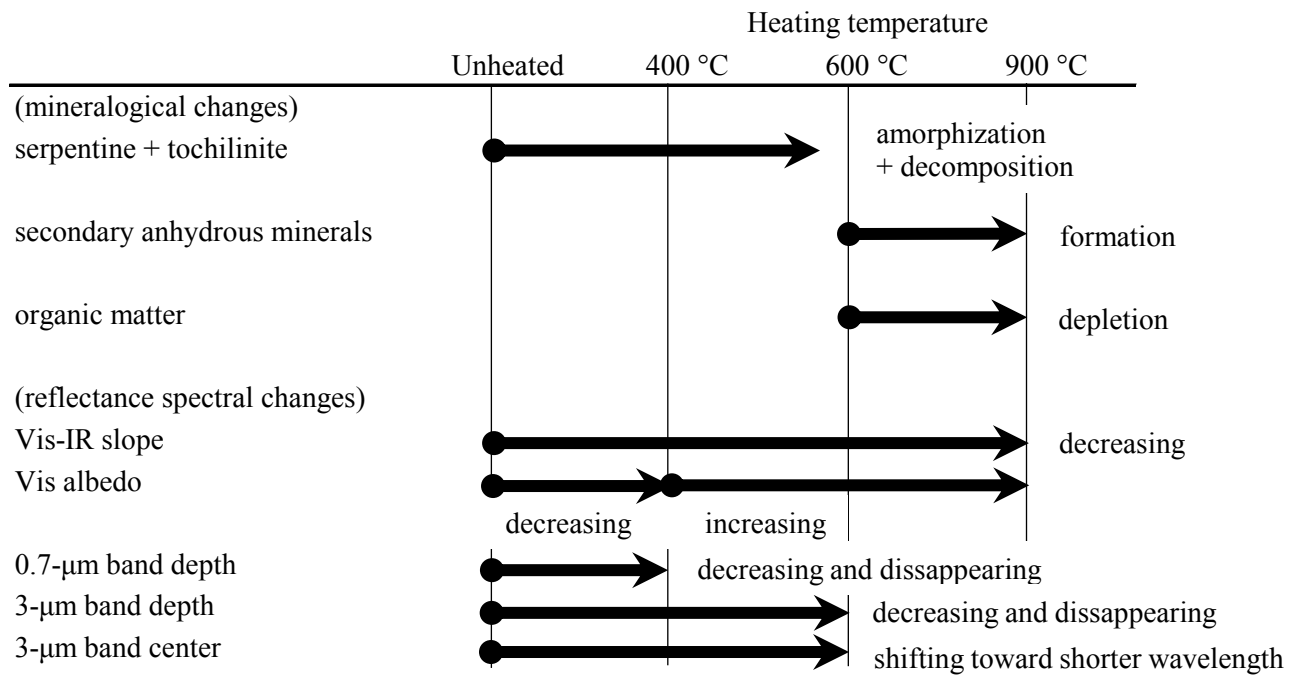 Heating temperature
Unheated 400 °C 600 °C 900 °C
(mineralogical changes)
serpentine + tochilinite
amorphization
+ decomposition
secondary anhydrous minerals
formation
organic matter
depletion
(reflectance spectral changes)
Vis-IR slope
decreasing
Vis albedo
decreasing increasing
0.7-μm band depth
decreasing and dissappearing
3-μm band depth
decreasing and dissappearing
3-μm band center
shifting toward shorter wavelength